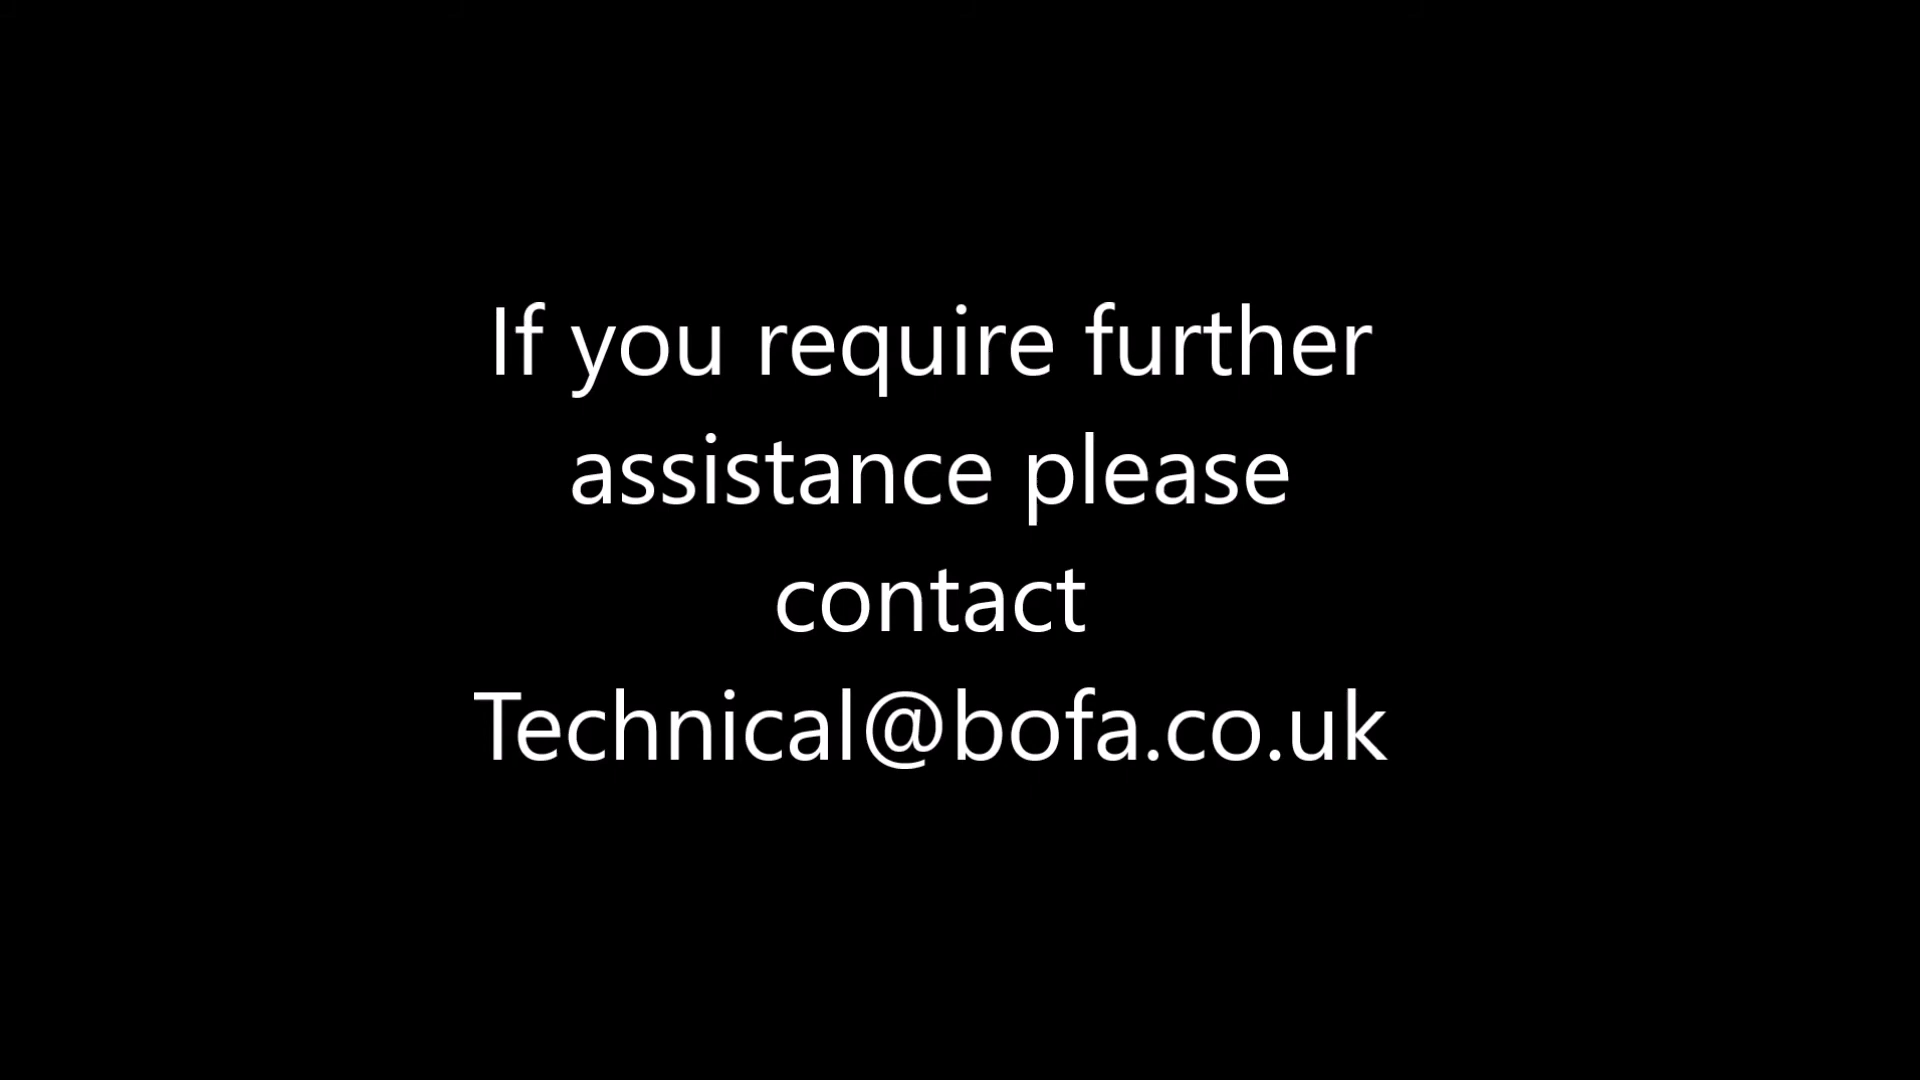 If you require further
assistance please
contact
Technical@bofa.co.uk